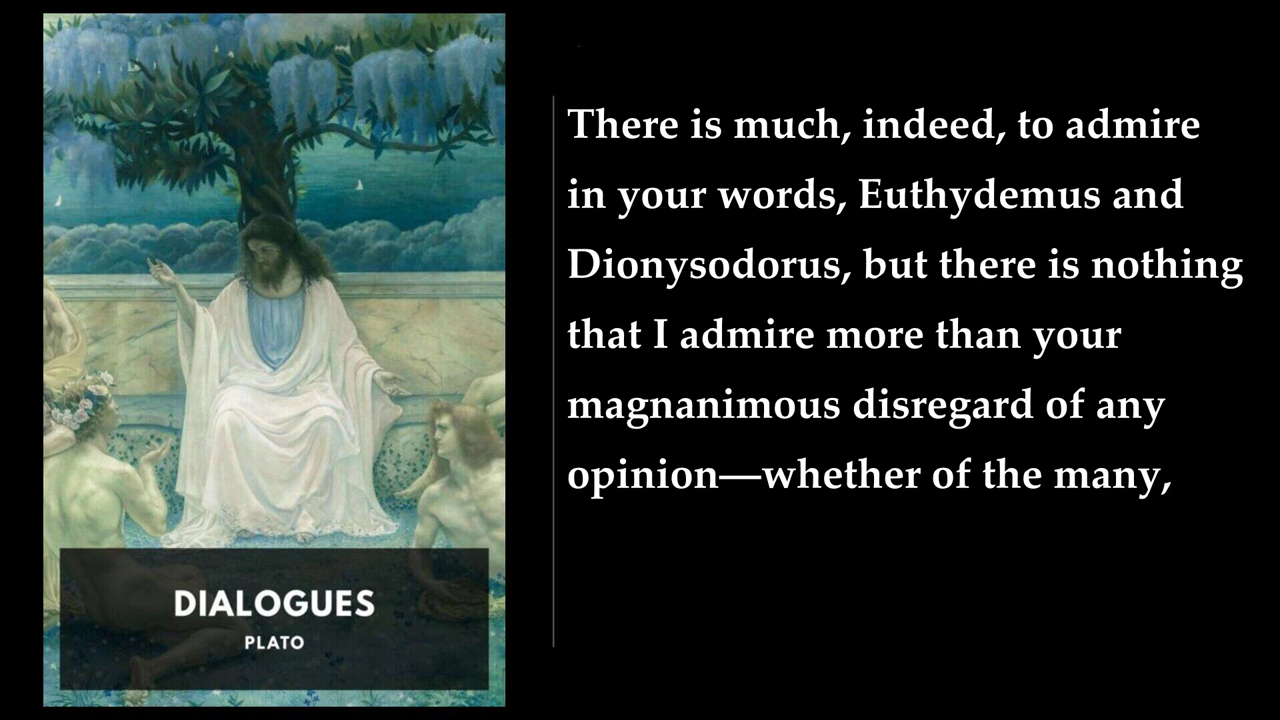 There is much, indeed, to admire
in your words, Euthydemus and
Dionysodorus, but there is nothing
that I admire more than your
magnanimous disregard of any
opinion—whether of the many,
DIALOGUES
PLATO